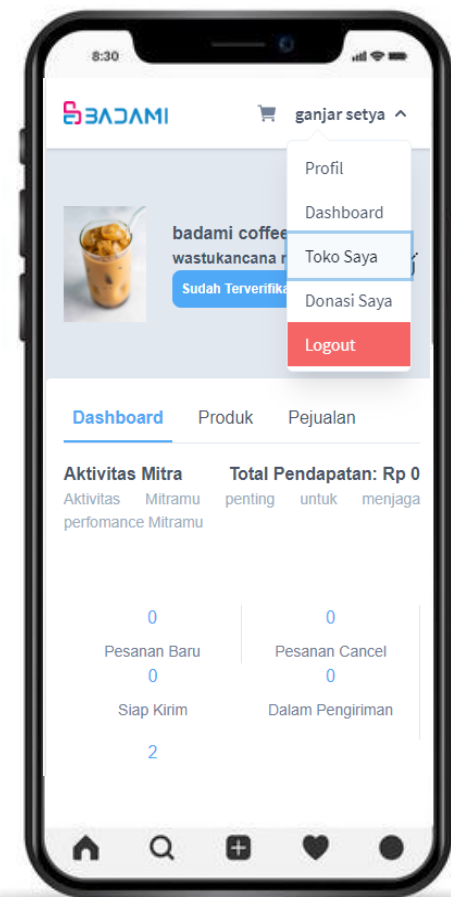 8:30
BADAMI
ganjar setya
Profil
Dashboard
Toko Saya
Donasi Saya
Logout
badami coffee
wastukancana
Sudah Terverifika
Dashboard Produk Pejualan
Aktivitas Mitra Total Pendapatan: Rp 0
Aktivitas Mitramu penting untuk menjaga
perfomance Mitramu
0 0
Pesanan Baru Pesanan Cancel
0 0
Siap Kirim Dalam Pengiriman
2